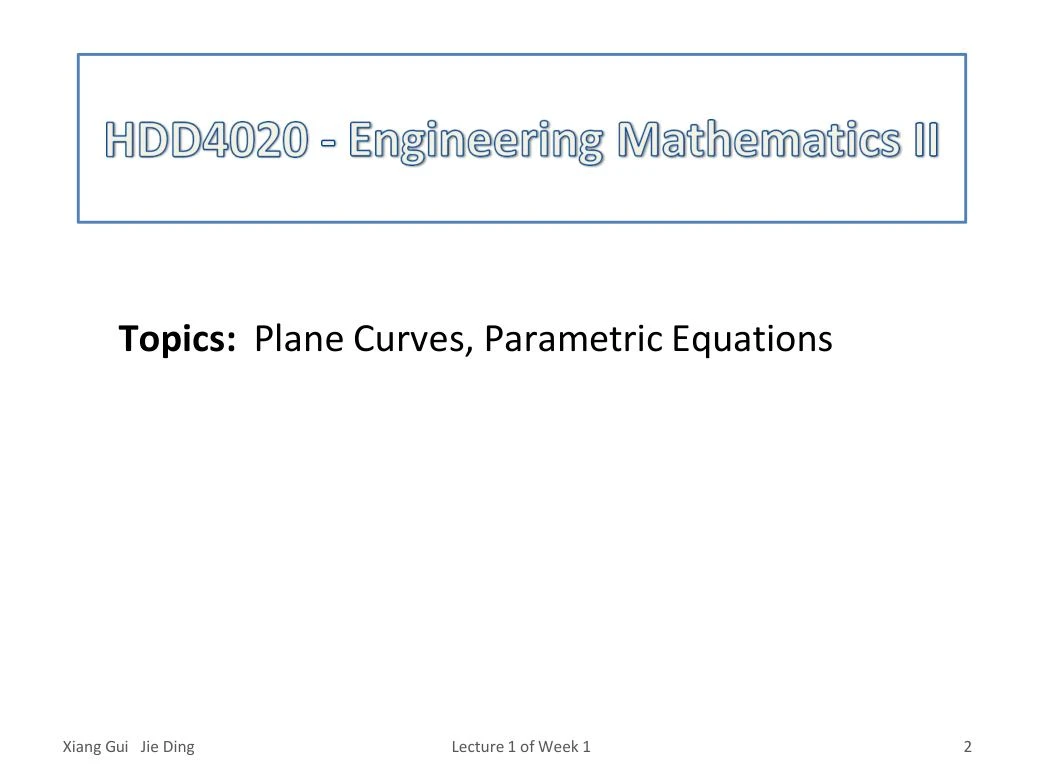 HDD4020 - Engineering Mathematics II
Topics: Plane Curves, Parametric Equations
Xiang Gui Jie Ding
Lecture 1 of Week 1
2